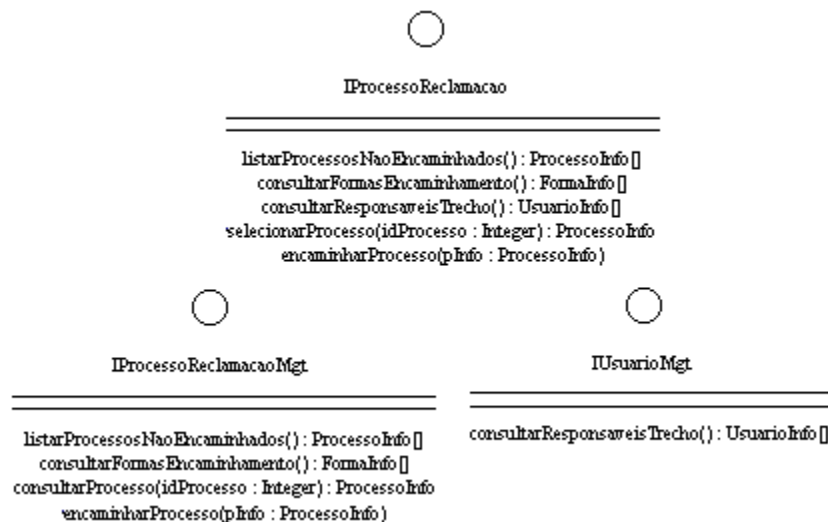 IProcessoReclamacao
listarProcessosNaoEncaminhados() : ProcessoInfo[]
consultarFormasEncaminhamento() : FormaInfo[]
consultarResponsaveisTrecho() : UsuarioInfo[]
selecionarProcesso(idProcesso : Integer) : ProcessoInfo
encaminharProcesso(pInfo : ProcessoInfo)
IProcessoReclamacaoMgt
listarProcessosNaoEncaminhados() : ProcessoInfo[]
consultarFormasEncaminhamento() : FormaInfo[]
consultarProcesso(idProcesso : Integer) : ProcessoInfo
encaminharProcesso(pInfo : ProcessoInfo)
IUsuarioMgt
consultarResponsaveisTrecho() : UsuarioInfo[]